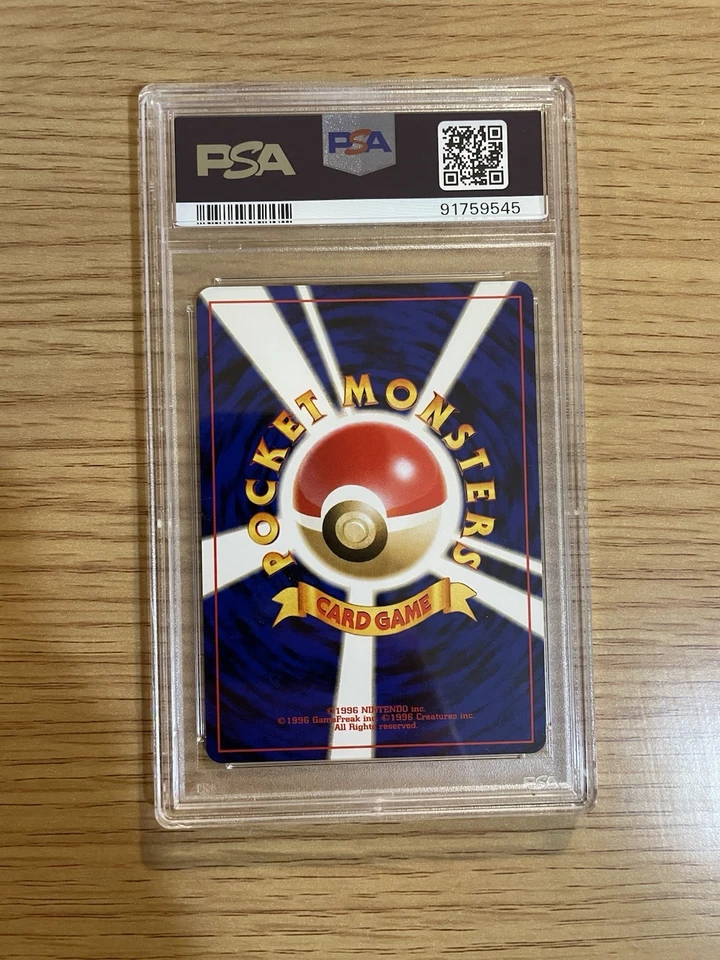 PSA PSA
91759545
POCKET MONSTERS
CARD GAME
©1996 NINTENDO inc.
©1996 GameFreak inc. ©1996 Creatures inc.
All Rights reserved.
PSA